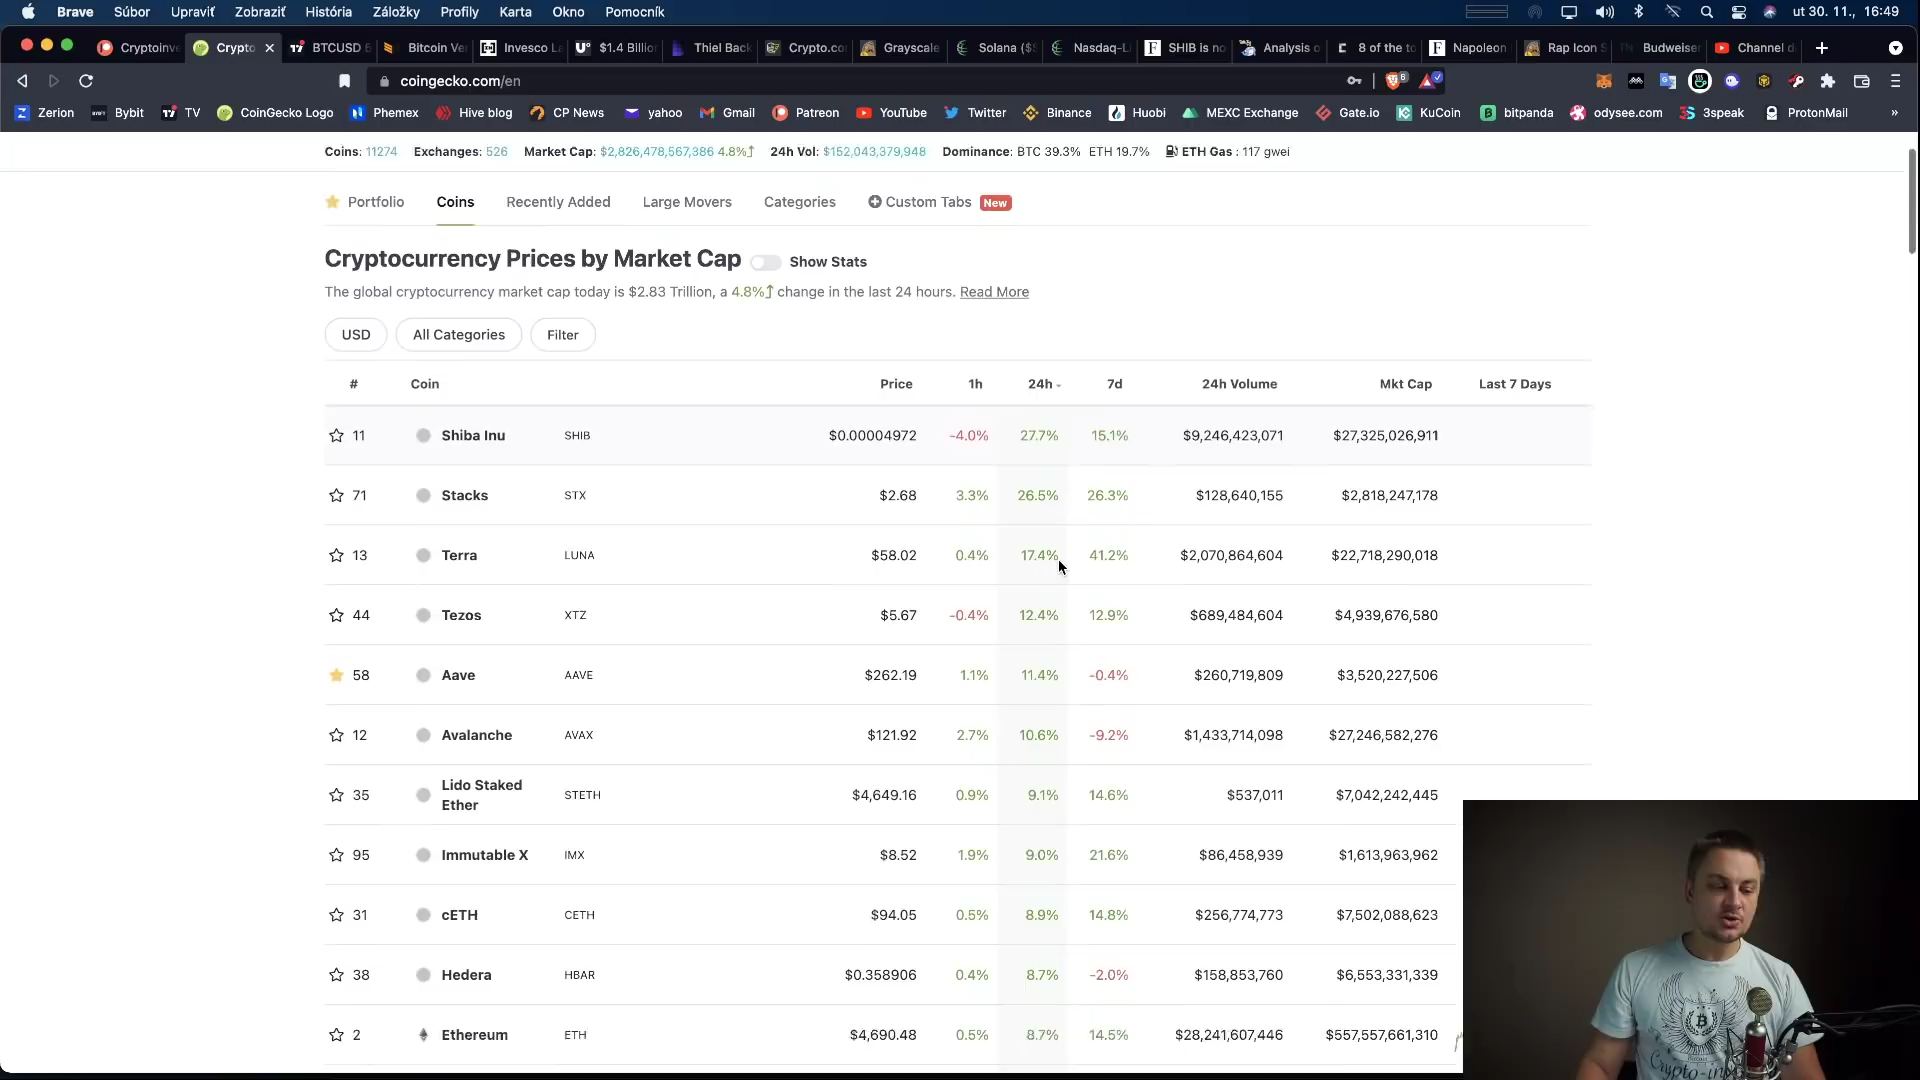 Brave Súbor Upraviť Zobraziť História Záložky Profily Karta Okno Pomocník ut 30. 11., 16:49
Cryptoinve Crypto BTCUSD 5 Bitcoin Ve Invesco La $1.4 Billio Thiel Back Crypto.co Grayscale Solana ($S Nasdaq-Li SHIB is no Analysis o 8 of the to Napoleon Rap Icon S Budweiser Channel d
coingecko.com/en 6
Zerion Bybit TV CoinGecko Logo Phemex Hive blog CP News yahoo Gmail Patreon YouTube Twitter Binance Huobi MEXC Exchange Gate.io KuCoin bitpanda odysee.com 3speak ProtonMail »
Coins: 11274 Exchanges: 526 Market Cap: $2,826,478,567,386 4.8% 24h Vol: $152,043,379,948 Dominance: BTC 39.3% ETH 19.7% ETH Gas : 117 gwei
Portfolio Coins Recently Added Large Movers Categories Custom Tabs New
Cryptocurrency Prices by Market Cap Show Stats
The global cryptocurrency market cap today is $2.83 Trillion, a 4.8% change in the last 24 hours. Read More
USD All Categories Filter
# Coin Price 1h 24h 7d 24h Volume Mkt Cap Last 7 Days
11 Shiba Inu SHIB $0.00004972 -4.0% 27.7% 15.1% $9,246,423,071 $27,325,026,911
71 Stacks STX $2.68 3.3% 26.5% 26.3% $128,640,155 $2,818,247,178
13 Terra LUNA $58.02 0.4% 17.4% 41.2% $2,070,864,604 $22,718,290,018
44 Tezos XTZ $5.67 -0.4% 12.4% 12.9% $689,484,604 $4,939,676,580
58 Aave AAVE $262.19 1.1% 11.4% -0.4% $260,719,809 $3,520,227,506
12 Avalanche AVAX $121.92 2.7% 10.6% -9.2% $1,433,714,098 $27,246,582,276
35 Lido Staked Ether STETH $4,649.16 0.9% 9.1% 14.6% $537,011 $7,042,242,445
95 Immutable X IMX $8.52 1.9% 9.0% 21.6% $86,458,939 $1,613,963,962
31 cETH CETH $94.05 0.5% 8.9% 14.8% $256,774,773 $7,502,088,623
38 Hedera HBAR $0.358906 0.4% 8.7% -2.0% $158,853,760 $6,553,331,339
2 Ethereum ETH $4,690.48 0.5% 8.7% 14.5% $28,241,607,446 $557,557,661,310